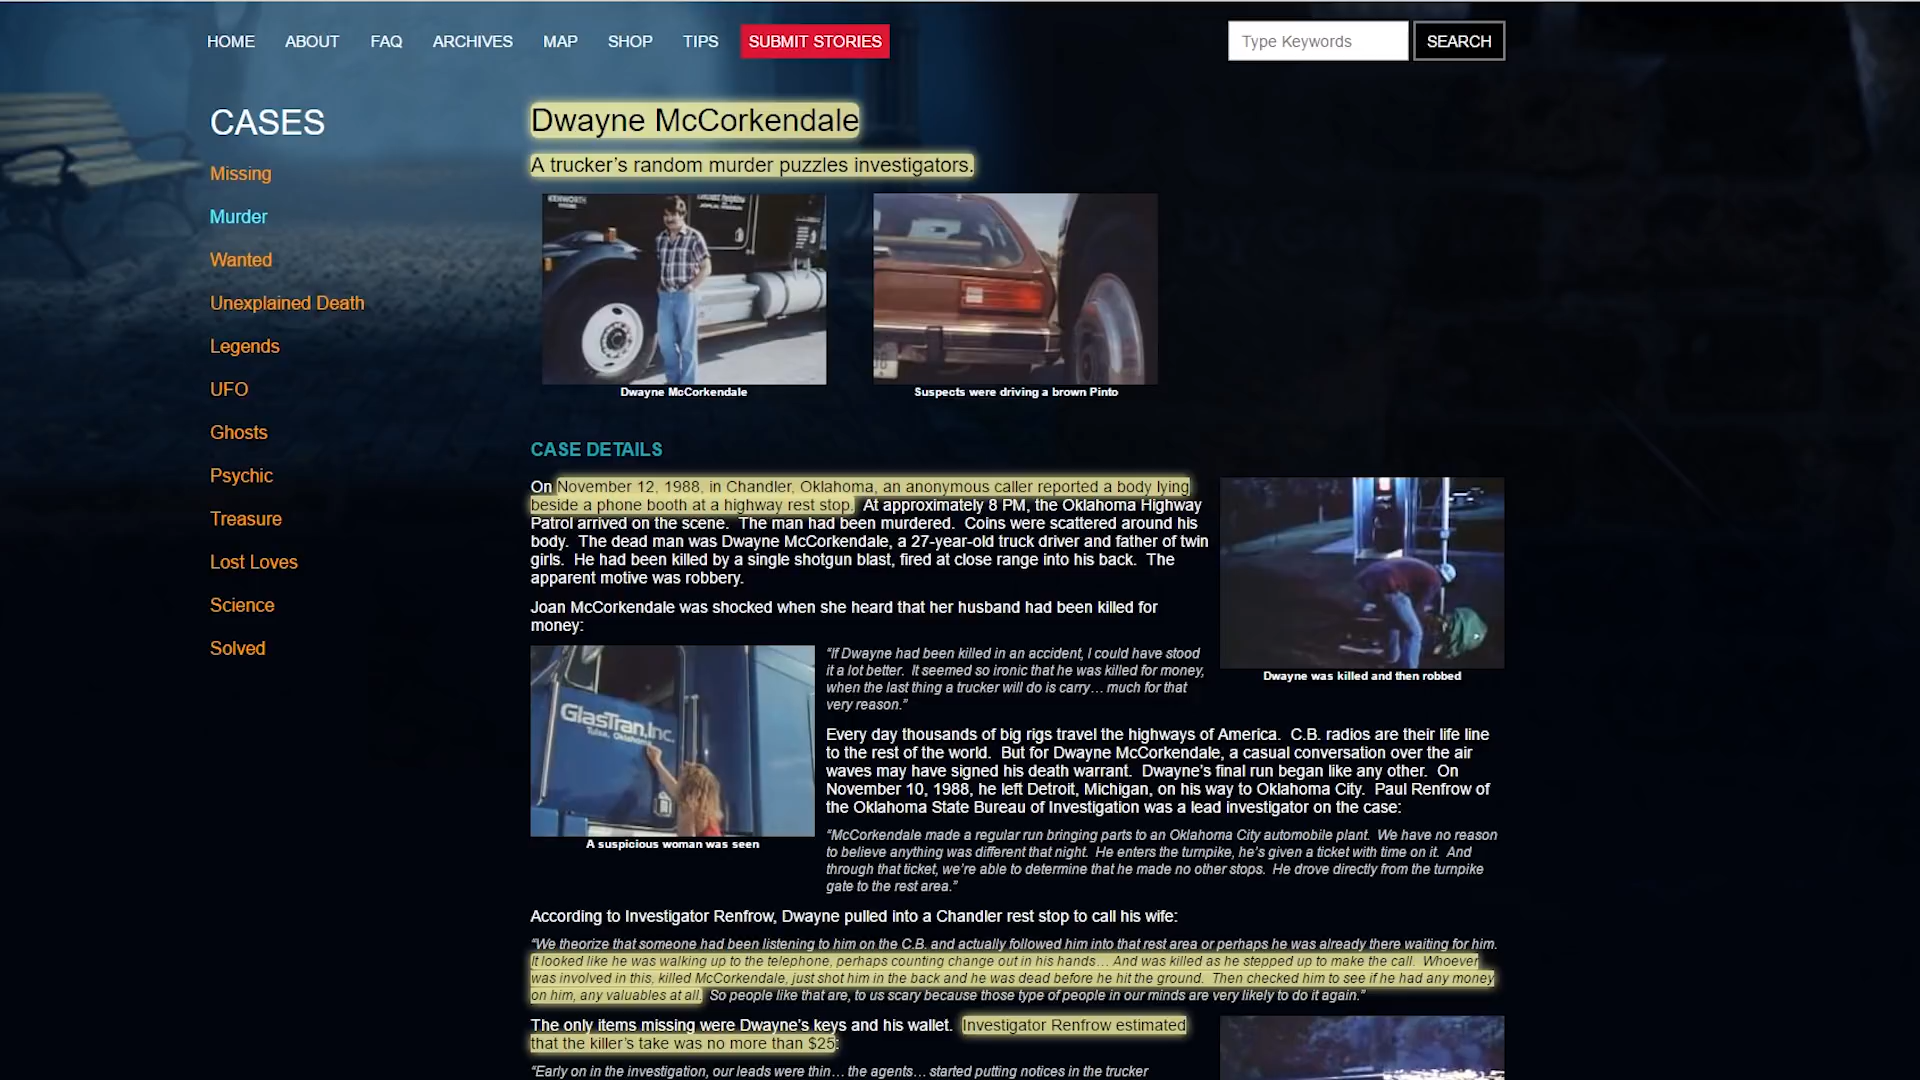 HOME ABOUT FAQ ARCHIVES MAP SHOP TIPS SUBMIT STORIES Type Keywords SEARCH
CASES
Missing
Murder
Wanted
Unexplained Death
Legends
UFO
Ghosts
Psychic
Treasure
Lost Loves
Science
Solved
Dwayne McCorkendale
A trucker's random murder puzzles investigators.
KENWORTH
Dwayne McCorkendale
Suspects were driving a brown Pinto
CASE DETAILS
On November 12, 1988, in Chandler, Oklahoma, an anonymous caller reported a body lying
beside a phone booth at a highway rest stop. At approximately 8 PM, the Oklahoma Highway
Patrol arrived on the scene. The man had been murdered. Coins were scattered around his
body. The dead man was Dwayne McCorkendale, a 27-year-old truck driver and father of twin
girls. He had been killed by a single shotgun blast, fired at close range into his back. The
apparent motive was robbery.
Dwayne was killed and then robbed
Joan McCorkendale was shocked when she heard that her husband had been killed for
money:
GlasTran,Inc.
Tulsa, Oklahoma
A suspicious woman was seen
"If Dwayne had been killed in an accident, I could have stood
it a lot better. It seemed so ironic that he was killed for money,
when the last thing a trucker will do is carry… much for that
very reason."
Every day thousands of big rigs travel the highways of America. C.B. radios are their life line
to the rest of the world. But for Dwayne McCorkendale, a casual conversation over the air
waves may have signed his death warrant. Dwayne's final run began like any other. On
November 10, 1988, he left Detroit, Michigan, on his way to Oklahoma City. Paul Renfrow of
the Oklahoma State Bureau of Investigation was a lead investigator on the case:
"McCorkendale made a regular run bringing parts to an Oklahoma City automobile plant. We have no reason
to believe anything was different that night. He enters the turnpike, he's given a ticket with time on it. And
through that ticket, we're able to determine that he made no other stops. He drove directly from the turnpike
gate to the rest area."
According to Investigator Renfrow, Dwayne pulled into a Chandler rest stop to call his wife:
"We theorize that someone had been listening to him on the C.B. and actually followed him into that rest area or perhaps he was already there waiting for him.
It looked like he was walking up to the telephone, perhaps counting change out in his hands… And was killed as he stepped up to make the call. Whoever
was involved in this, killed McCorkendale, just shot him in the back and he was dead before he hit the ground. Then checked him to see if he had any money
on him, any valuables at all. So people like that are, to us scary because those type of people in our minds are very likely to do it again."
The only items missing were Dwayne's keys and his wallet. Investigator Renfrow estimated
that the killer's take was no more than $25:
"Early on in the investigation, our leads were thin… the agents… started putting notices in the trucker